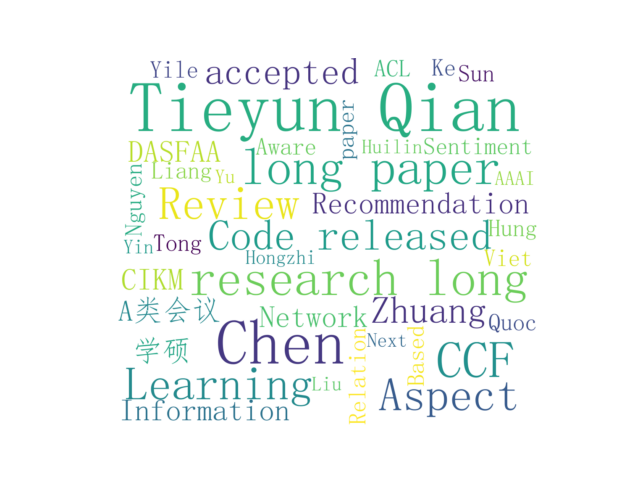 Yile accepted ACL Ke Sun
Tieyun Qian
paper
DASFAA Aware Huilin Sentiment
Liang Yu long paper AAAI
Nguyen
Review Recommendation
Yin Tong Code released Hung
Hongzhi Viet
CIKM research long
A类会议 Network Zhuang Quoc
学硕 Chen Next CCF
Relation
Based
Learning Liu Aspect
Information